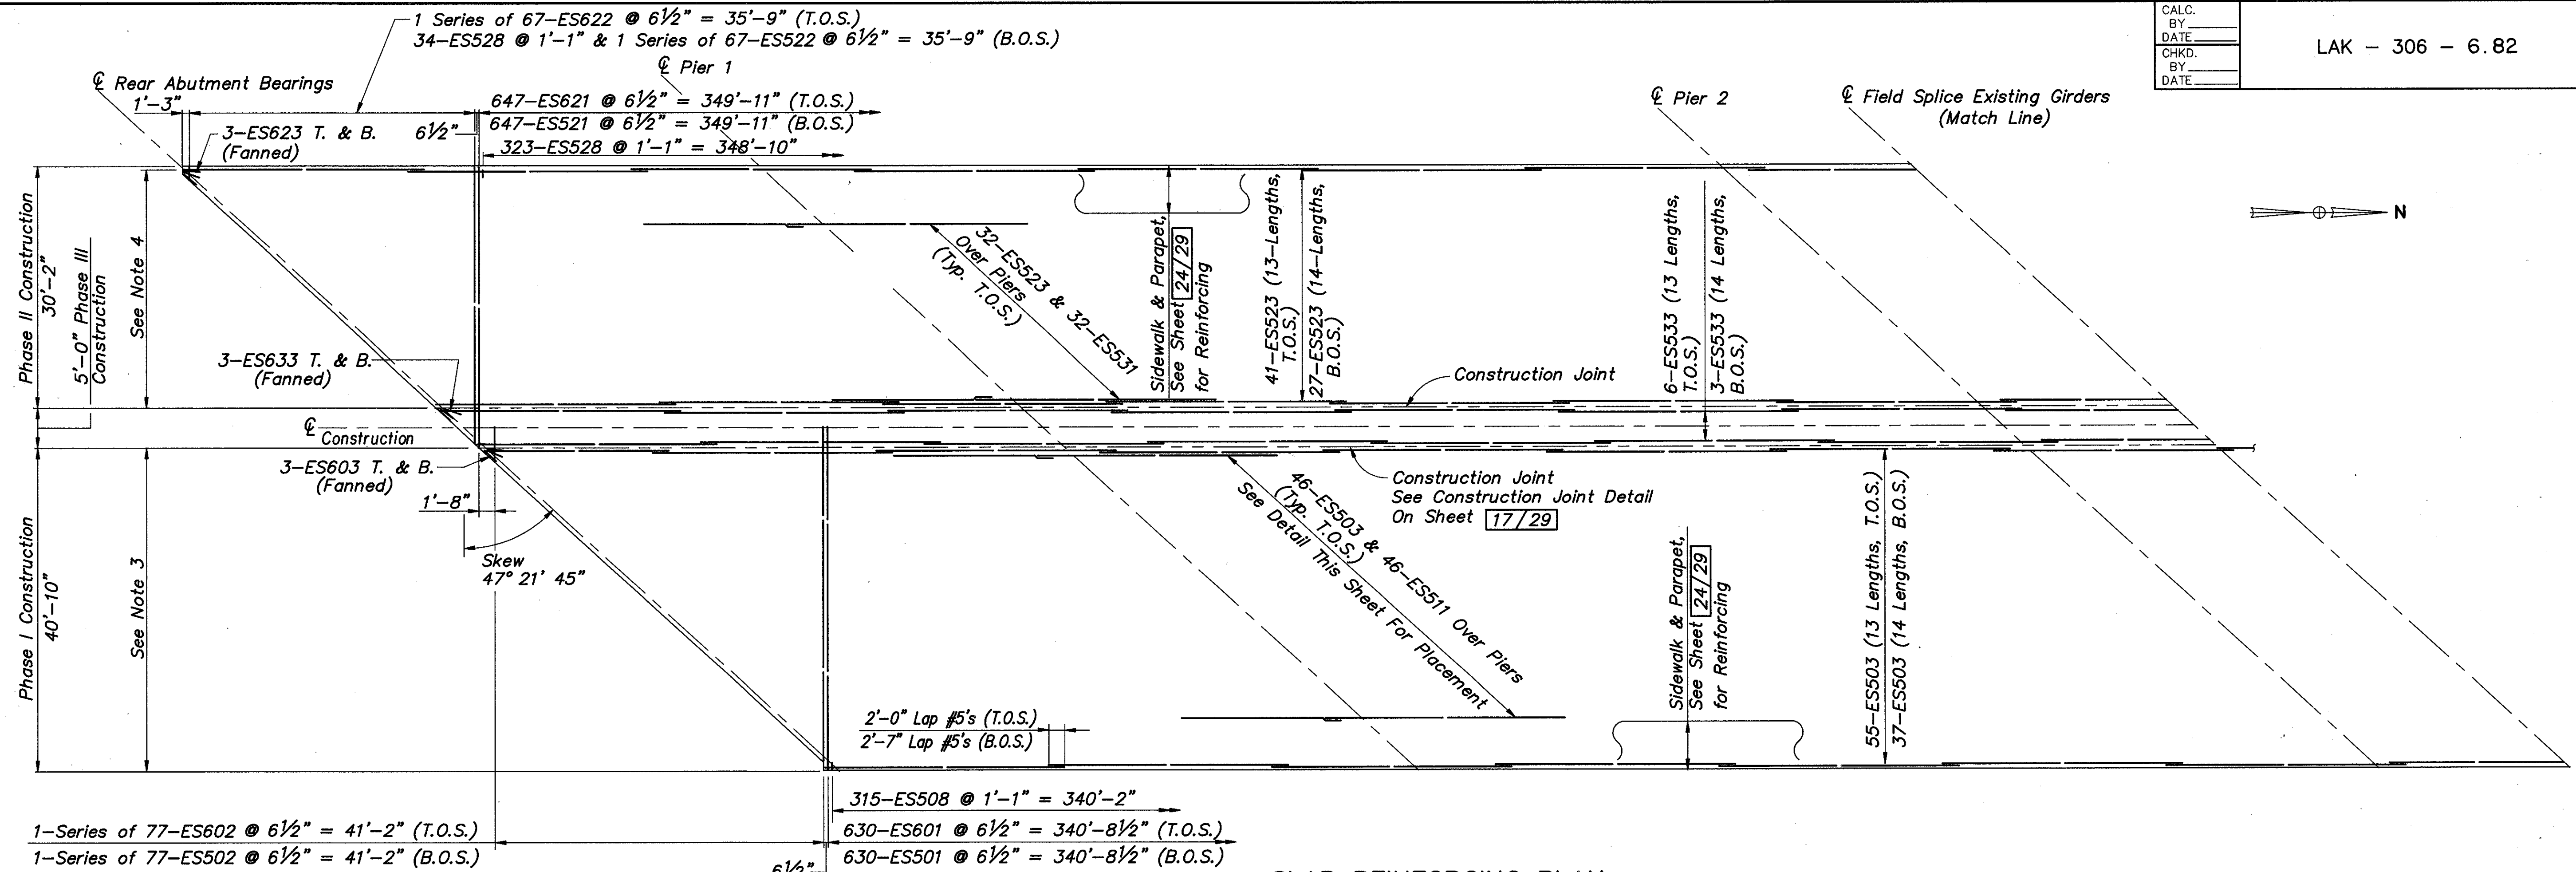 1 Series of 67-ES622 @ 6½" = 35'-9" (T.O.S.)
34-ES528 @ 1'-1" & 1 Series of 67-ES522 @ 6½" = 35'-9" (B.O.S.)
CALC.
BY
DATE
CHKD.
BY
DATE
LAK - 306 - 6.82
℄ Rear Abutment Bearings
℄ Pier 1
1'-3"
647-ES621 @ 6½" = 349'-11" (T.O.S.)
3-ES623 T. & B.
(Fanned)
6½"
647-ES521 @ 6½" = 349'-11" (B.O.S.)
323-ES528 @ 1'-1" = 348'-10"
℄ Pier 2
℄ Field Splice Existing Girders
(Match Line)
N
Phase II Construction
30'-2"
5'-0" Phase III
Construction
See Note 4
32-ES523 & 32-ES531
Over Piers
(Typ. T.O.S.)
Sidewalk & Parapet,
See Sheet 24/29
for Reinforcing
41-ES523 (13-Lengths,
T.O.S.)
27-ES523 (14-Lengths,
B.O.S.)
6-ES533 (13 Lengths,
T.O.S.)
3-ES533 (14 Lengths,
B.O.S.)
3-ES633 T. & B.
(Fanned)
Construction Joint
℄ Construction
3-ES603 T. & B.
(Fanned)
1'-8"
Skew
47° 21' 45"
Construction Joint
See Construction Joint Detail
On Sheet 17/29
46-ES503 & 46-ES511 Over Piers
(Typ. T.O.S.)
See Detail This Sheet For Placement
Phase I Construction
40'-10"
See Note 3
Sidewalk & Parapet,
See Sheet 24/29
for Reinforcing
55-ES503 (13 Lengths, T.O.S.)
37-ES503 (14 Lengths, B.O.S.)
2'-0" Lap #5's (T.O.S.)
2'-7" Lap #5's (B.O.S.)
315-ES508 @ 1'-1" = 340'-2"
1-Series of 77-ES602 @ 6½" = 41'-2" (T.O.S.)
630-ES601 @ 6½" = 340'-8½" (T.O.S.)
1-Series of 77-ES502 @ 6½" = 41'-2" (B.O.S.)
630-ES501 @ 6½" = 340'-8½" (B.O.S.)
6½"
SLAB REINFORCING PLAN